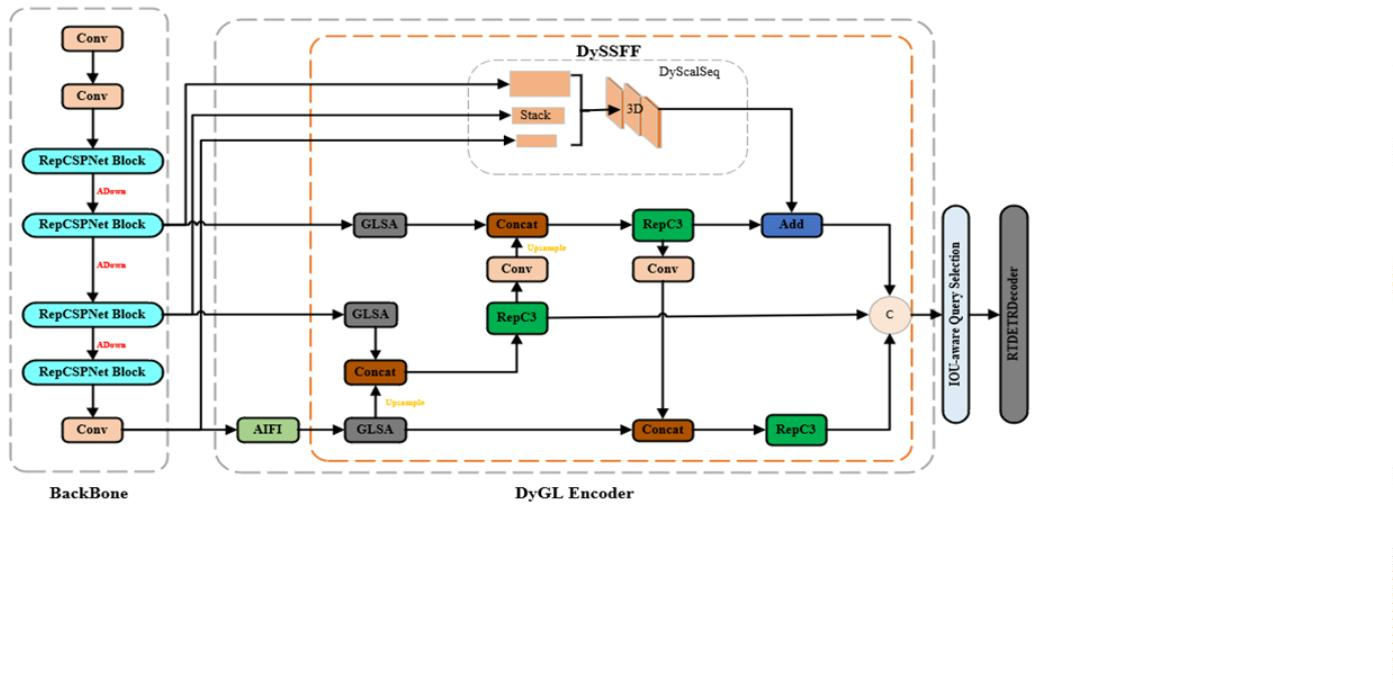 Conv
Conv
RepCSPNet Block
ADown
RepCSPNet Block
ADown
RepCSPNet Block
ADown
RepCSPNet Block
Conv
BackBone
DySSFF
DyScalSeq
Stack
3D
GLSA
Concat
RepC3
Add
Upsample
Conv
Conv
GLSA
RepC3
C
Concat
Upsample
AIFI
GLSA
Concat
RepC3
DyGL Encoder
IOU-aware Query Selection
RTDETRDecoder